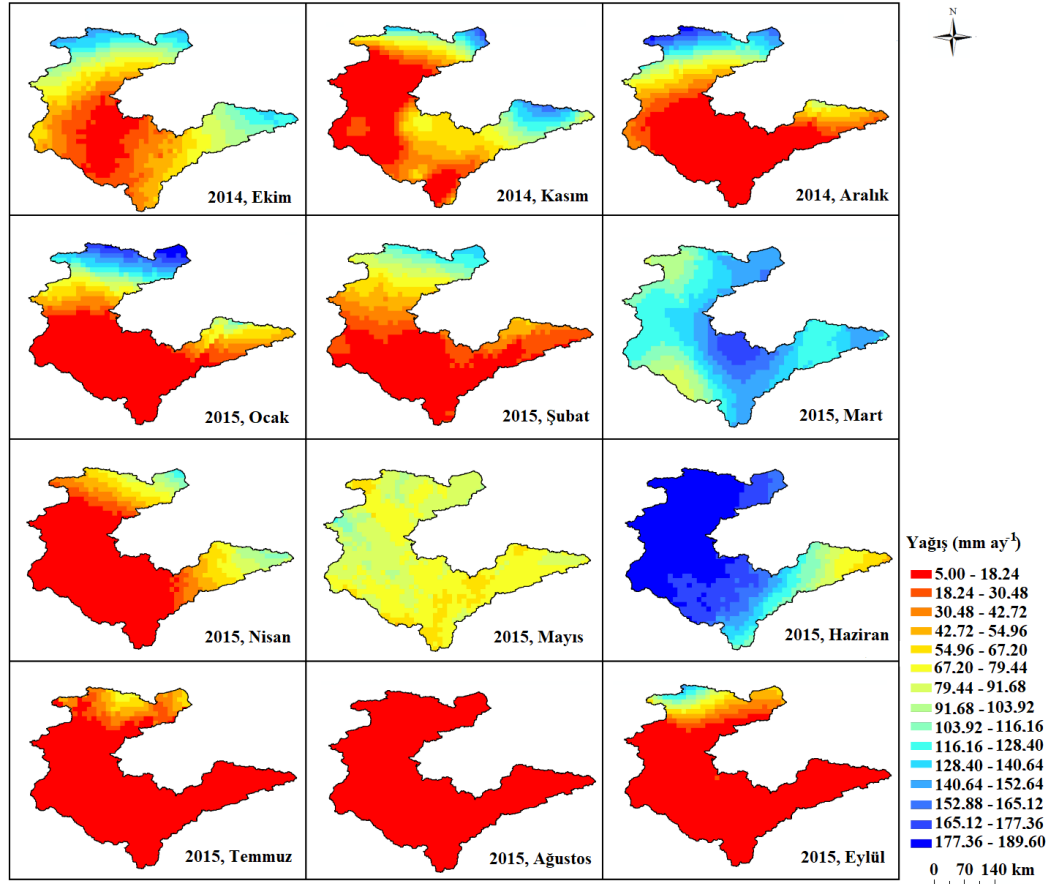 N
2014, Ekim
2014, Kasım
2014, Aralık
2015, Ocak
2015, Şubat
2015, Mart
2015, Nisan
2015, Mayıs
2015, Haziran
2015, Temmuz
2015, Ağustos
2015, Eylül
Yağış (mm ay⁻¹)
5.00 - 18.24
18.24 - 30.48
30.48 - 42.72
42.72 - 54.96
54.96 - 67.20
67.20 - 79.44
79.44 - 91.68
91.68 - 103.92
103.92 - 116.16
116.16 - 128.40
128.40 - 140.64
140.64 - 152.64
152.88 - 165.12
165.12 - 177.36
177.36 - 189.60
0 70 140 km